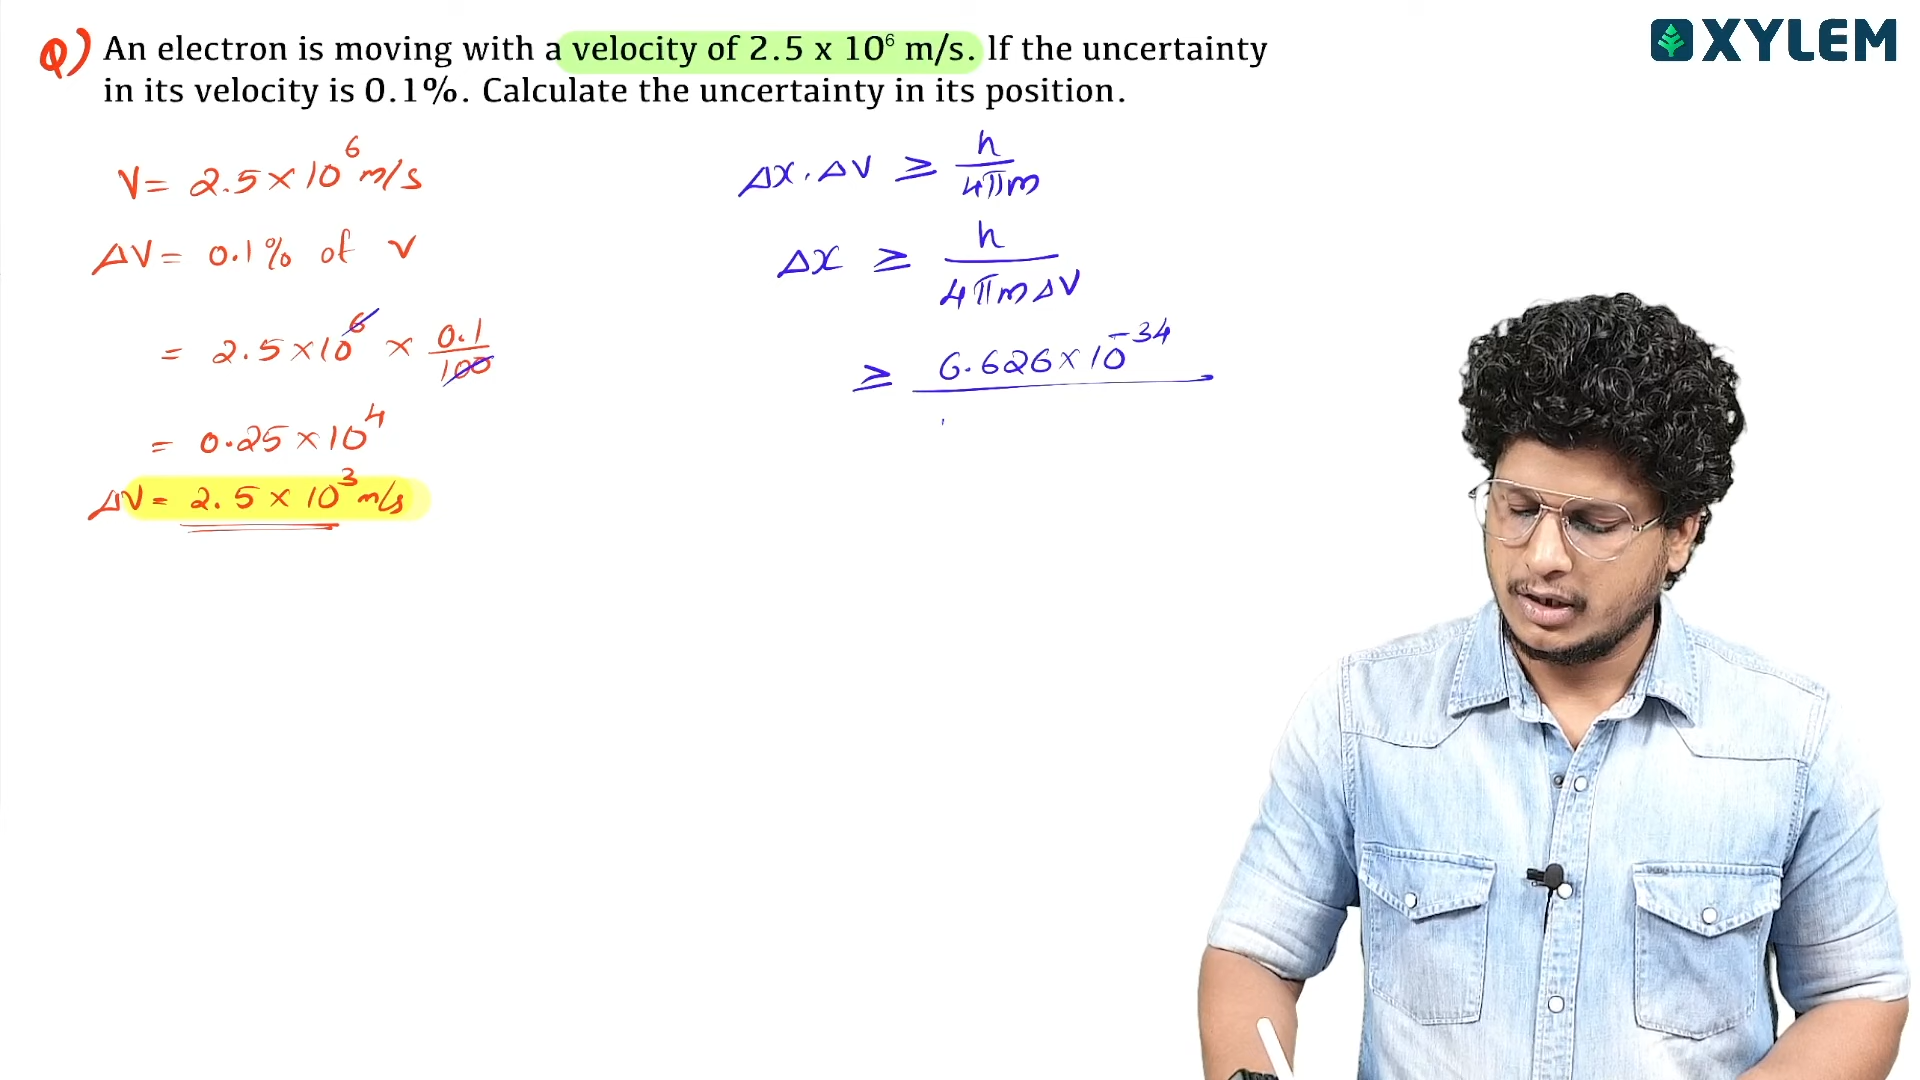 XYLEM
Q) An electron is moving with a velocity of 2.5 x 10⁶ m/s. If the uncertainty
in its velocity is 0.1%. Calculate the uncertainty in its position.
V = 2.5 × 10⁶ m/s
ΔV = 0.1% of V
= 2.5 × 10⁶ × 0.1/100
= 0.25 × 10⁴
ΔV = 2.5 × 10³ m/s
Δx . ΔV ≥ h/4πm
Δx ≥ h/4πmΔV
≥ 6.626 × 10⁻³⁴